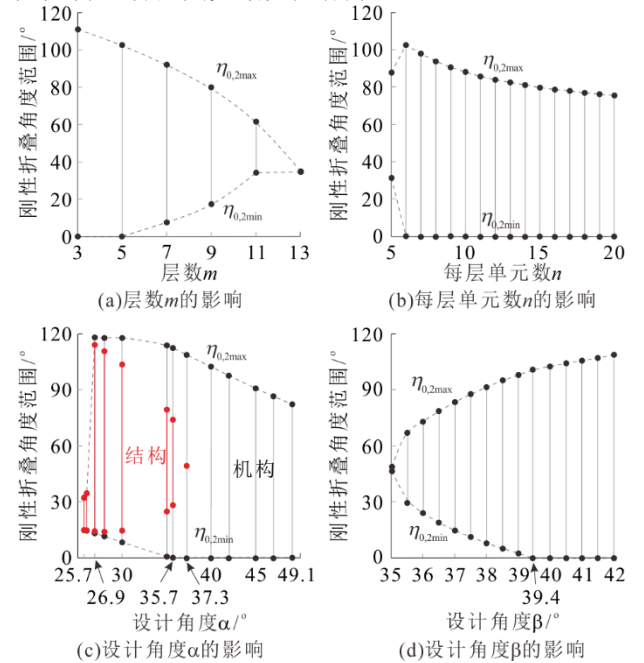 120
100
80
60
40
20
0
刚性折叠角度范围/°
η0,2max
η0,2min
3 5 7 9 11 13
层数m
(a)层数m的影响
120
100
80
60
40
20
0
刚性折叠角度范围/°
η0,2max
η0,2min
5 10 15 20
每层单元数n
(b)每层单元数n的影响
120
90
60
30
0
刚性折叠角度范围/°
η0,2max
结构
机构
η0,2min
25.7 30 40 45 49.1
26.9 35.7 37.3
设计角度α/°
(c)设计角度α的影响
120
90
60
30
0
刚性折叠角度范围/°
η0,2max
η0,2min
35 36 37 38 39 40 41 42
39.4
设计角度β/°
(d)设计角度β的影响